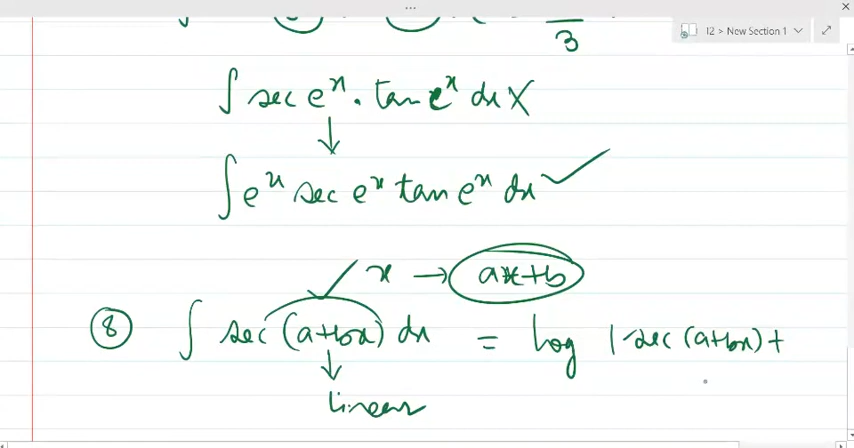 12 > New Section 1
3
∫ sec eˣ . tan eˣ dx X
↓
∫ eˣ sec eˣ tan eˣ dx ✓
✓ x → ax+b
⑧ ∫ sec (a+bx) dx = log |sec (a+bx) +
↓
linear